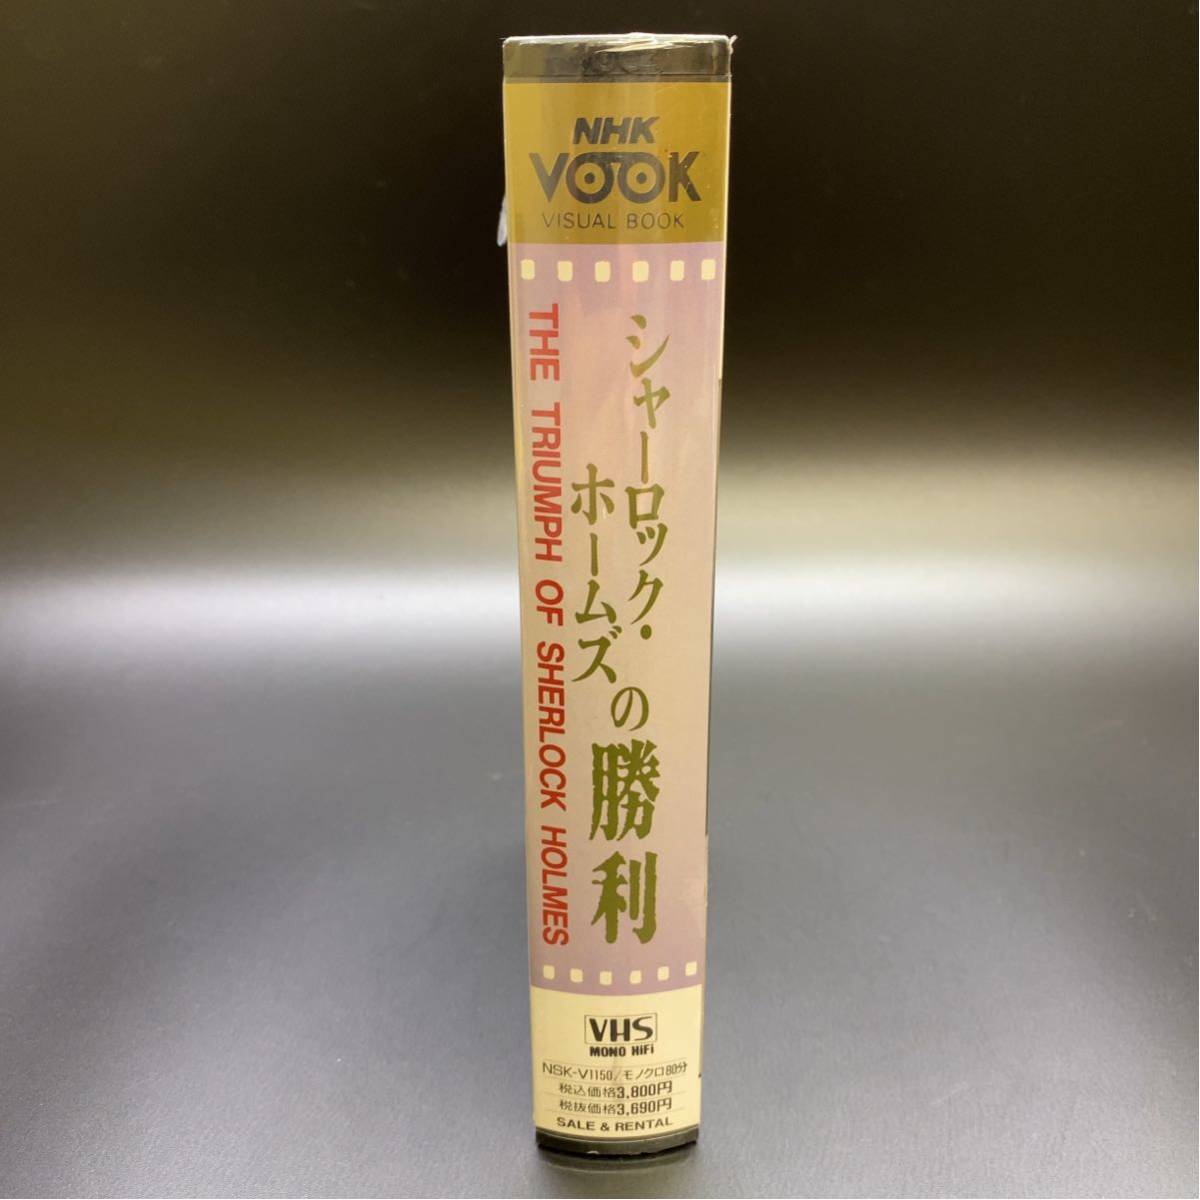 NHK
VOOK
VISUAL BOOK
シャーロック・
ホームズ
の勝利
THE TRIUMPH OF SHERLOCK HOLMES
VHS
MONO HiFi
NSK-V1150/モノクロ80分
税込価格3,800円
税抜価格3,690円
SALE & RENTAL